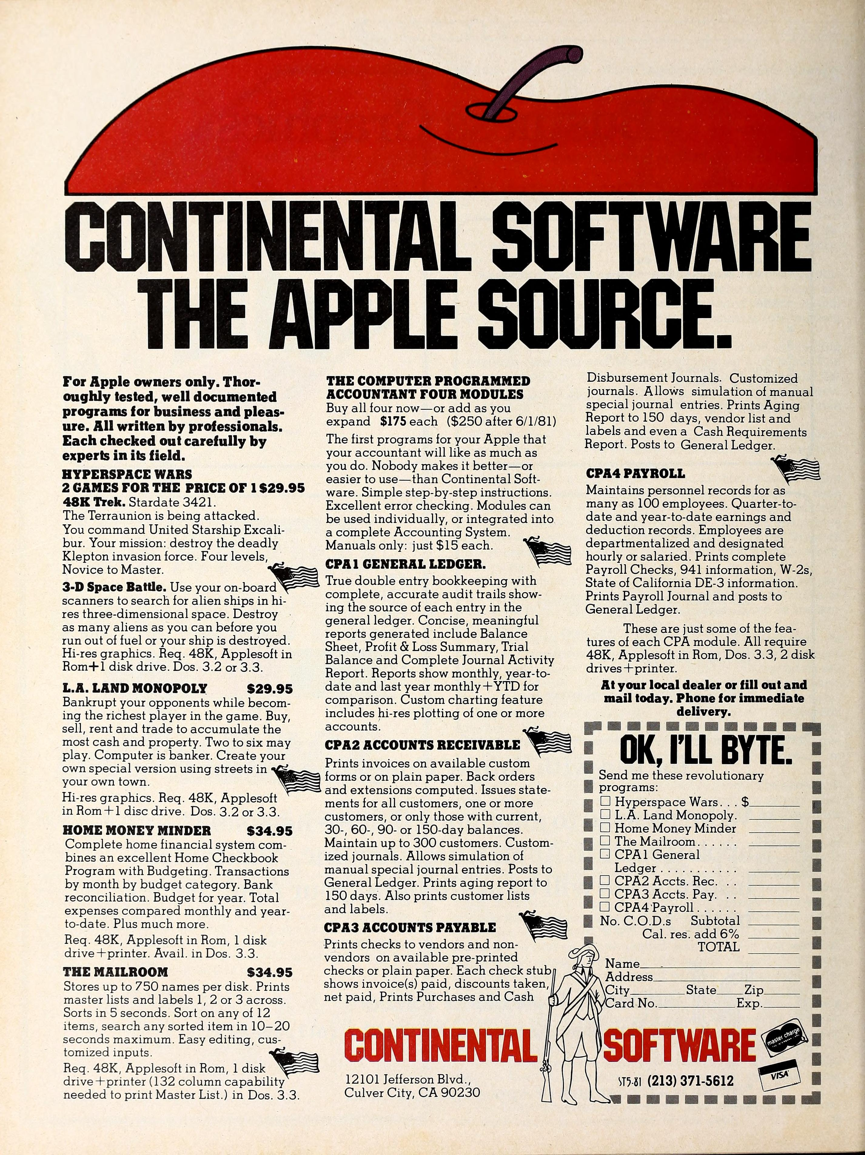 CONTINENTAL SOFTWARE
THE APPLE SOURCE.
For Apple owners only. Thor-
oughly tested, well documented
programs for business and pleas-
ure. All written by professionals.
Each checked out carefully by
experts in its field.
HYPERSPACE WARS
2 GAMES FOR THE PRICE OF 1 $29.95
48K Trek. Stardate 3421.
The Terraunion is being attacked.
You command United Starship Excali-
bur. Your mission: destroy the deadly
Klepton invasion force. Four levels,
Novice to Master.
3-D Space Battle. Use your on-board
scanners to search for alien ships in hi-
res three-dimensional space. Destroy
as many aliens as you can before you
run out of fuel or your ship is destroyed.
Hi-res graphics. Req. 48K, Applesoft in
Rom+1 disk drive. Dos. 3.2 or 3.3.
L.A. LAND MONOPOLY $29.95
Bankrupt your opponents while becom-
ing the richest player in the game. Buy,
sell, rent and trade to accumulate the
most cash and property. Two to six may
play. Computer is banker. Create your
own special version using streets in
your own town.
Hi-res graphics. Req. 48K, Applesoft
in Rom+1 disc drive. Dos. 3.2 or 3.3.
HOME MONEY MINDER $34.95
Complete home financial system com-
bines an excellent Home Checkbook
Program with Budgeting. Transactions
by month by budget category. Bank
reconciliation. Budget for year. Total
expenses compared monthly and year-
to-date. Plus much more.
Req. 48K, Applesoft in Rom, 1 disk
drive+printer. Avail. in Dos. 3.3.
THE MAILROOM $34.95
Stores up to 750 names per disk. Prints
master lists and labels 1, 2 or 3 across.
Sorts in 5 seconds. Sort on any of 12
items, search any sorted item in 10-20
seconds maximum. Easy editing, cus-
tomized inputs.
Req. 48K, Applesoft in Rom, 1 disk
drive+printer (132 column capability
needed to print Master List.) in Dos. 3.3.
THE COMPUTER PROGRAMMED
ACCOUNTANT FOUR MODULES
Buy all four now—or add as you
expand $175 each ($250 after 6/1/81)
The first programs for your Apple that
your accountant will like as much as
you do. Nobody makes it better—or
easier to use—than Continental Soft-
ware. Simple step-by-step instructions.
Excellent error checking. Modules can
be used individually, or integrated into
a complete Accounting System.
Manuals only: just $15 each.
CPA1 GENERAL LEDGER.
True double entry bookkeeping with
complete, accurate audit trails show-
ing the source of each entry in the
general ledger. Concise, meaningful
reports generated include Balance
Sheet, Profit & Loss Summary, Trial
Balance and Complete Journal Activity
Report. Reports show monthly, year-to-
date and last year monthly+YTD for
comparison. Custom charting feature
includes hi-res plotting of one or more
accounts.
CPA2 ACCOUNTS RECEIVABLE
Prints invoices on available custom
forms or on plain paper. Back orders
and extensions computed. Issues state-
ments for all customers, one or more
customers, or only those with current,
30-, 60-, 90- or 150-day balances.
Maintain up to 300 customers. Custom-
ized journals. Allows simulation of
manual special journal entries. Posts to
General Ledger. Prints aging report to
150 days. Also prints customer lists
and labels.
CPA3 ACCOUNTS PAYABLE
Prints checks to vendors and non-
vendors on available pre-printed
checks or plain paper. Each check stub
shows invoice(s) paid, discounts taken,
net paid, Prints Purchases and Cash
Disbursement Journals. Customized
journals. Allows simulation of manual
special journal entries. Prints Aging
Report to 150 days, vendor list and
labels and even a Cash Requirements
Report. Posts to General Ledger.
CPA4 PAYROLL
Maintains personnel records for as
many as 100 employees. Quarter-to-
date and year-to-date earnings and
deduction records. Employees are
departmentalized and designated
hourly or salaried. Prints complete
Payroll Checks, 941 information, W-2s,
State of California DE-3 information.
Prints Payroll Journal and posts to
General Ledger.
These are just some of the fea-
tures of each CPA module. All require
48K, Applesoft in Rom, Dos. 3.3, 2 disk
drives+printer.
At your local dealer or fill out and
mail today. Phone for immediate
delivery.
OK, I'LL BYTE.
Send me these revolutionary
programs:
Hyperspace Wars. . . $
L.A. Land Monopoly.
Home Money Minder
The Mailroom . . . . . .
CPA1 General
Ledger . . . . . . . . . . .
CPA2 Accts. Rec. . . .
CPA3 Accts. Pay. . . .
CPA4 Payroll . . . . . .
No. C.O.D.s Subtotal
Cal. res. add 6%
TOTAL
Name
Address
City State Zip
Card No. Exp.
CONTINENTAL SOFTWARE
12101 Jefferson Blvd.,
Culver City, CA 90230
ST5-81 (213) 371-5612
master charge
VISA